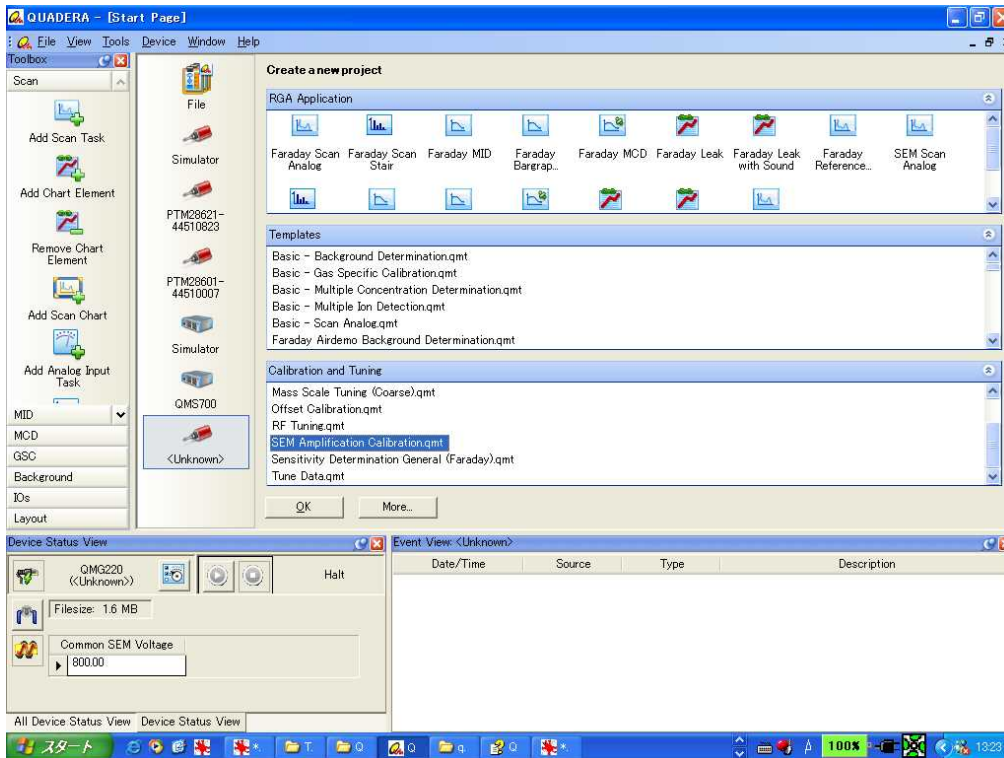 QUADERA - [Start Page]
File View Tools Device Window Help
Toolbox
Scan
Add Scan Task
Add Chart Element
Remove Chart
Element
Add Scan Chart
Add Analog Input
Task
MID
MCD
GSC
Background
IOs
Layout
File
Simulator
PTM28621-
44510823
PTM28601-
44510007
Simulator
QMS700
<Unknown>
Create a new project
RGA Application
Faraday Scan
Analog
Faraday Scan
Stair
Faraday MID
Faraday
Bargrap...
Faraday MCD
Faraday Leak
Faraday Leak
with Sound
Faraday
Reference...
SEM Scan
Analog
Templates
Basic - Background Determination.qmt
Basic - Gas Specific Calibration.qmt
Basic - Multiple Concentration Determination.qmt
Basic - Multiple Ion Detection.qmt
Basic - Scan Analog.qmt
Faraday Airdemo Background Determination.qmt
Calibration and Tuning
Mass Scale Tuning (Coarse).qmt
Offset Calibration.qmt
RF Tuning.qmt
SEM Amplification Calibration.qmt
Sensitivity Determination General (Faraday).qmt
Tune Data.qmt
OK More...
Device Status View
QMG220
(<Unknown>)
Halt
Filesize: 1.6 MB
Common SEM Voltage
800.00
All Device Status View Device Status View
Event View: <Unknown>
Date/Time Source Type Description
スタート
T. Q Q q. Q
A 100% 13:23